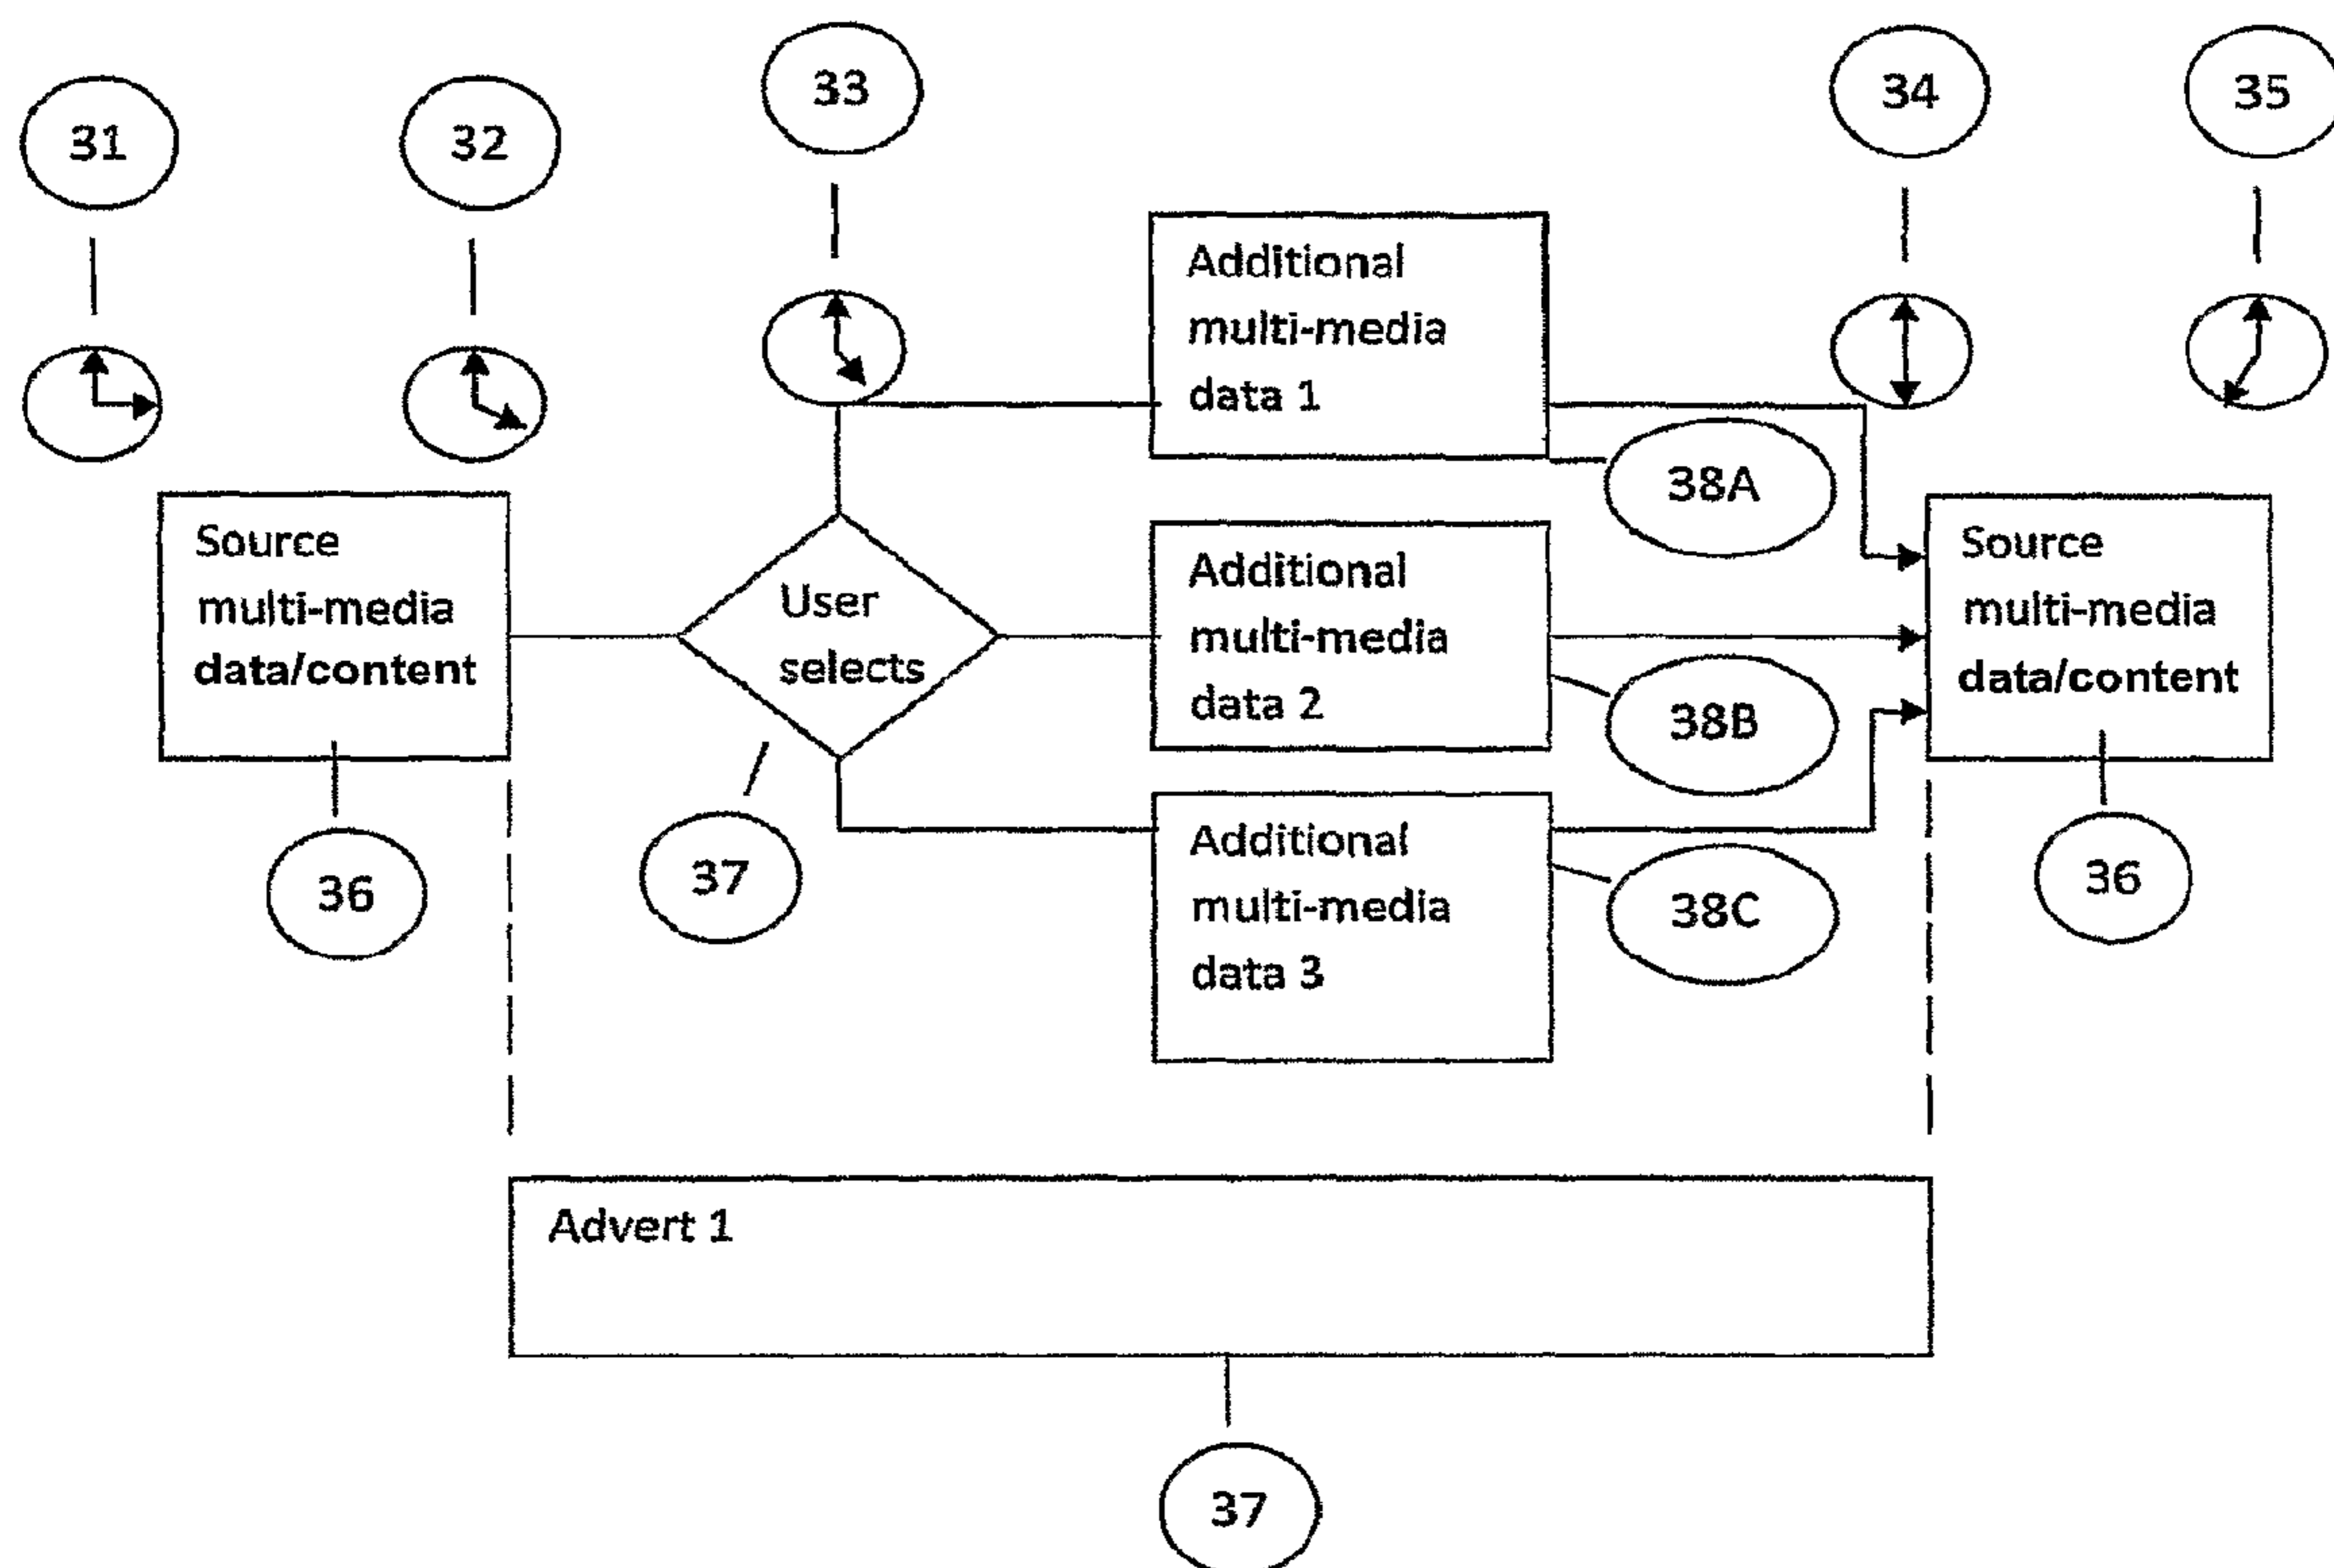 31
32
33
34
35
Additional
multi-media
data 1
38A
Source
multi-media
data/content
36
User
selects
37
Additional
multi-media
data 2
38B
Additional
multi-media
data 3
38C
Source
multi-media
data/content
36
Advert 1
37